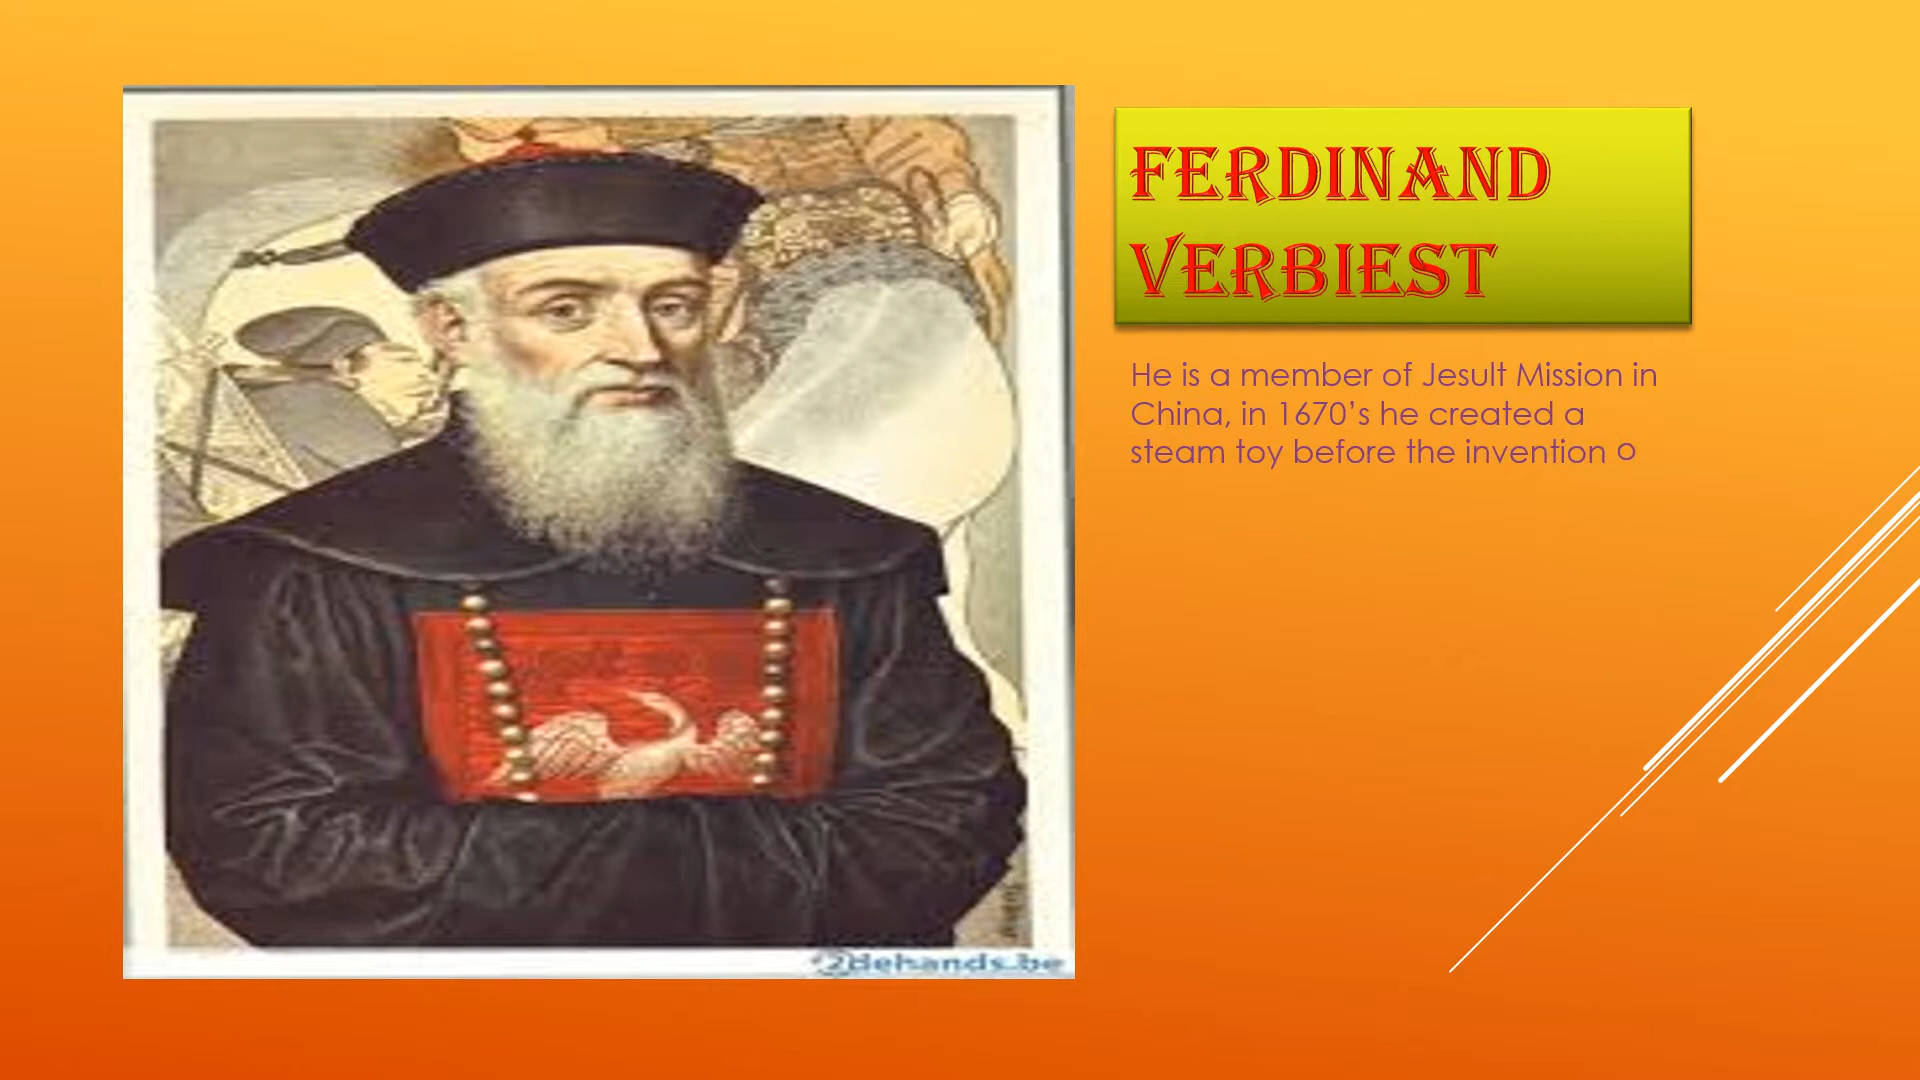 FERDINAND
VERBIEST
He is a member of Jesult Mission in
China, in 1670’s he created a
steam toy before the invention o
2dehands.be